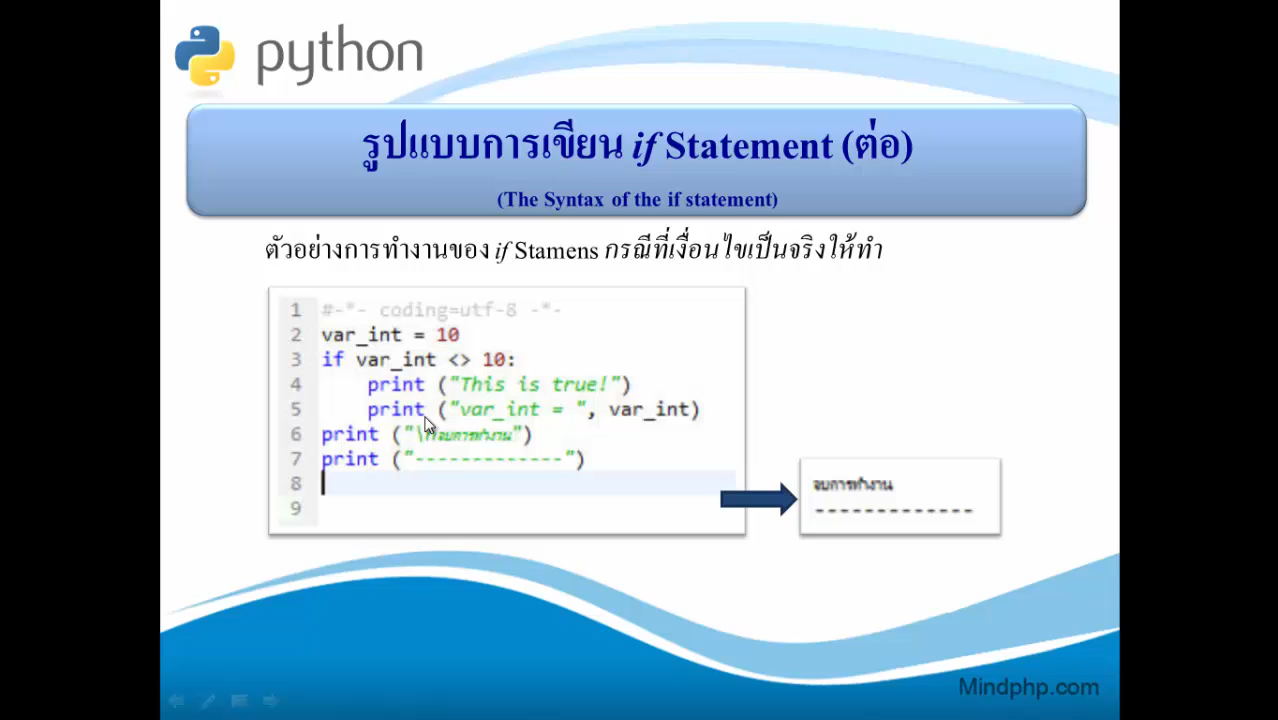 python
รูปแบบการเขียน if Statement (ต่อ)
(The Syntax of the if statement)
ตัวอย่างการทำงานของ if Stamens กรณีที่เงื่อนไขเป็นจริงให้ทำ
1 #-*- coding=utf-8 -*-
2 var_int = 10
3 if var_int <> 10:
4 print ("This is true!")
5 print ("var_int = ", var_int)
6 print ("\nจบการทำงาน")
7 print ("-------------")
8
9
จบการทำงาน
-------------
Mindphp.com